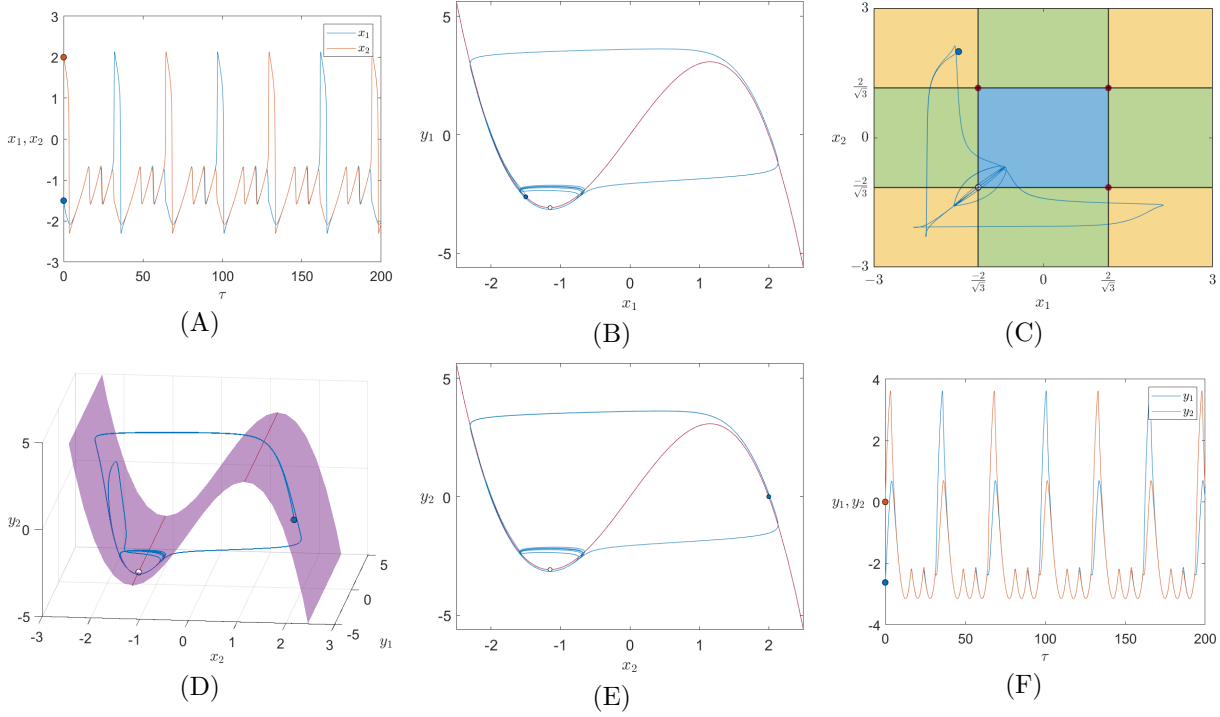 3
2
1
0
-1
-2
-3
x₁, x₂
0 50 100 150 200
τ
x₁
x₂
(A)
5
0
-5
y₁
-2 -1 0 1 2
x₁
(B)
3
2/√3
0
-2/√3
-3
x₂
-3 -2/√3 0 2/√3 3
x₁
(C)
5
0
-5
y₂
-3 -2 -1 0 1 2 3
x₂
5
0
-5
y₁
(D)
5
0
-5
y₂
-2 -1 0 1 2
x₂
(E)
4
2
0
-2
-4
y₁, y₂
0 50 100 150 200
τ
y₁
y₂
(F)